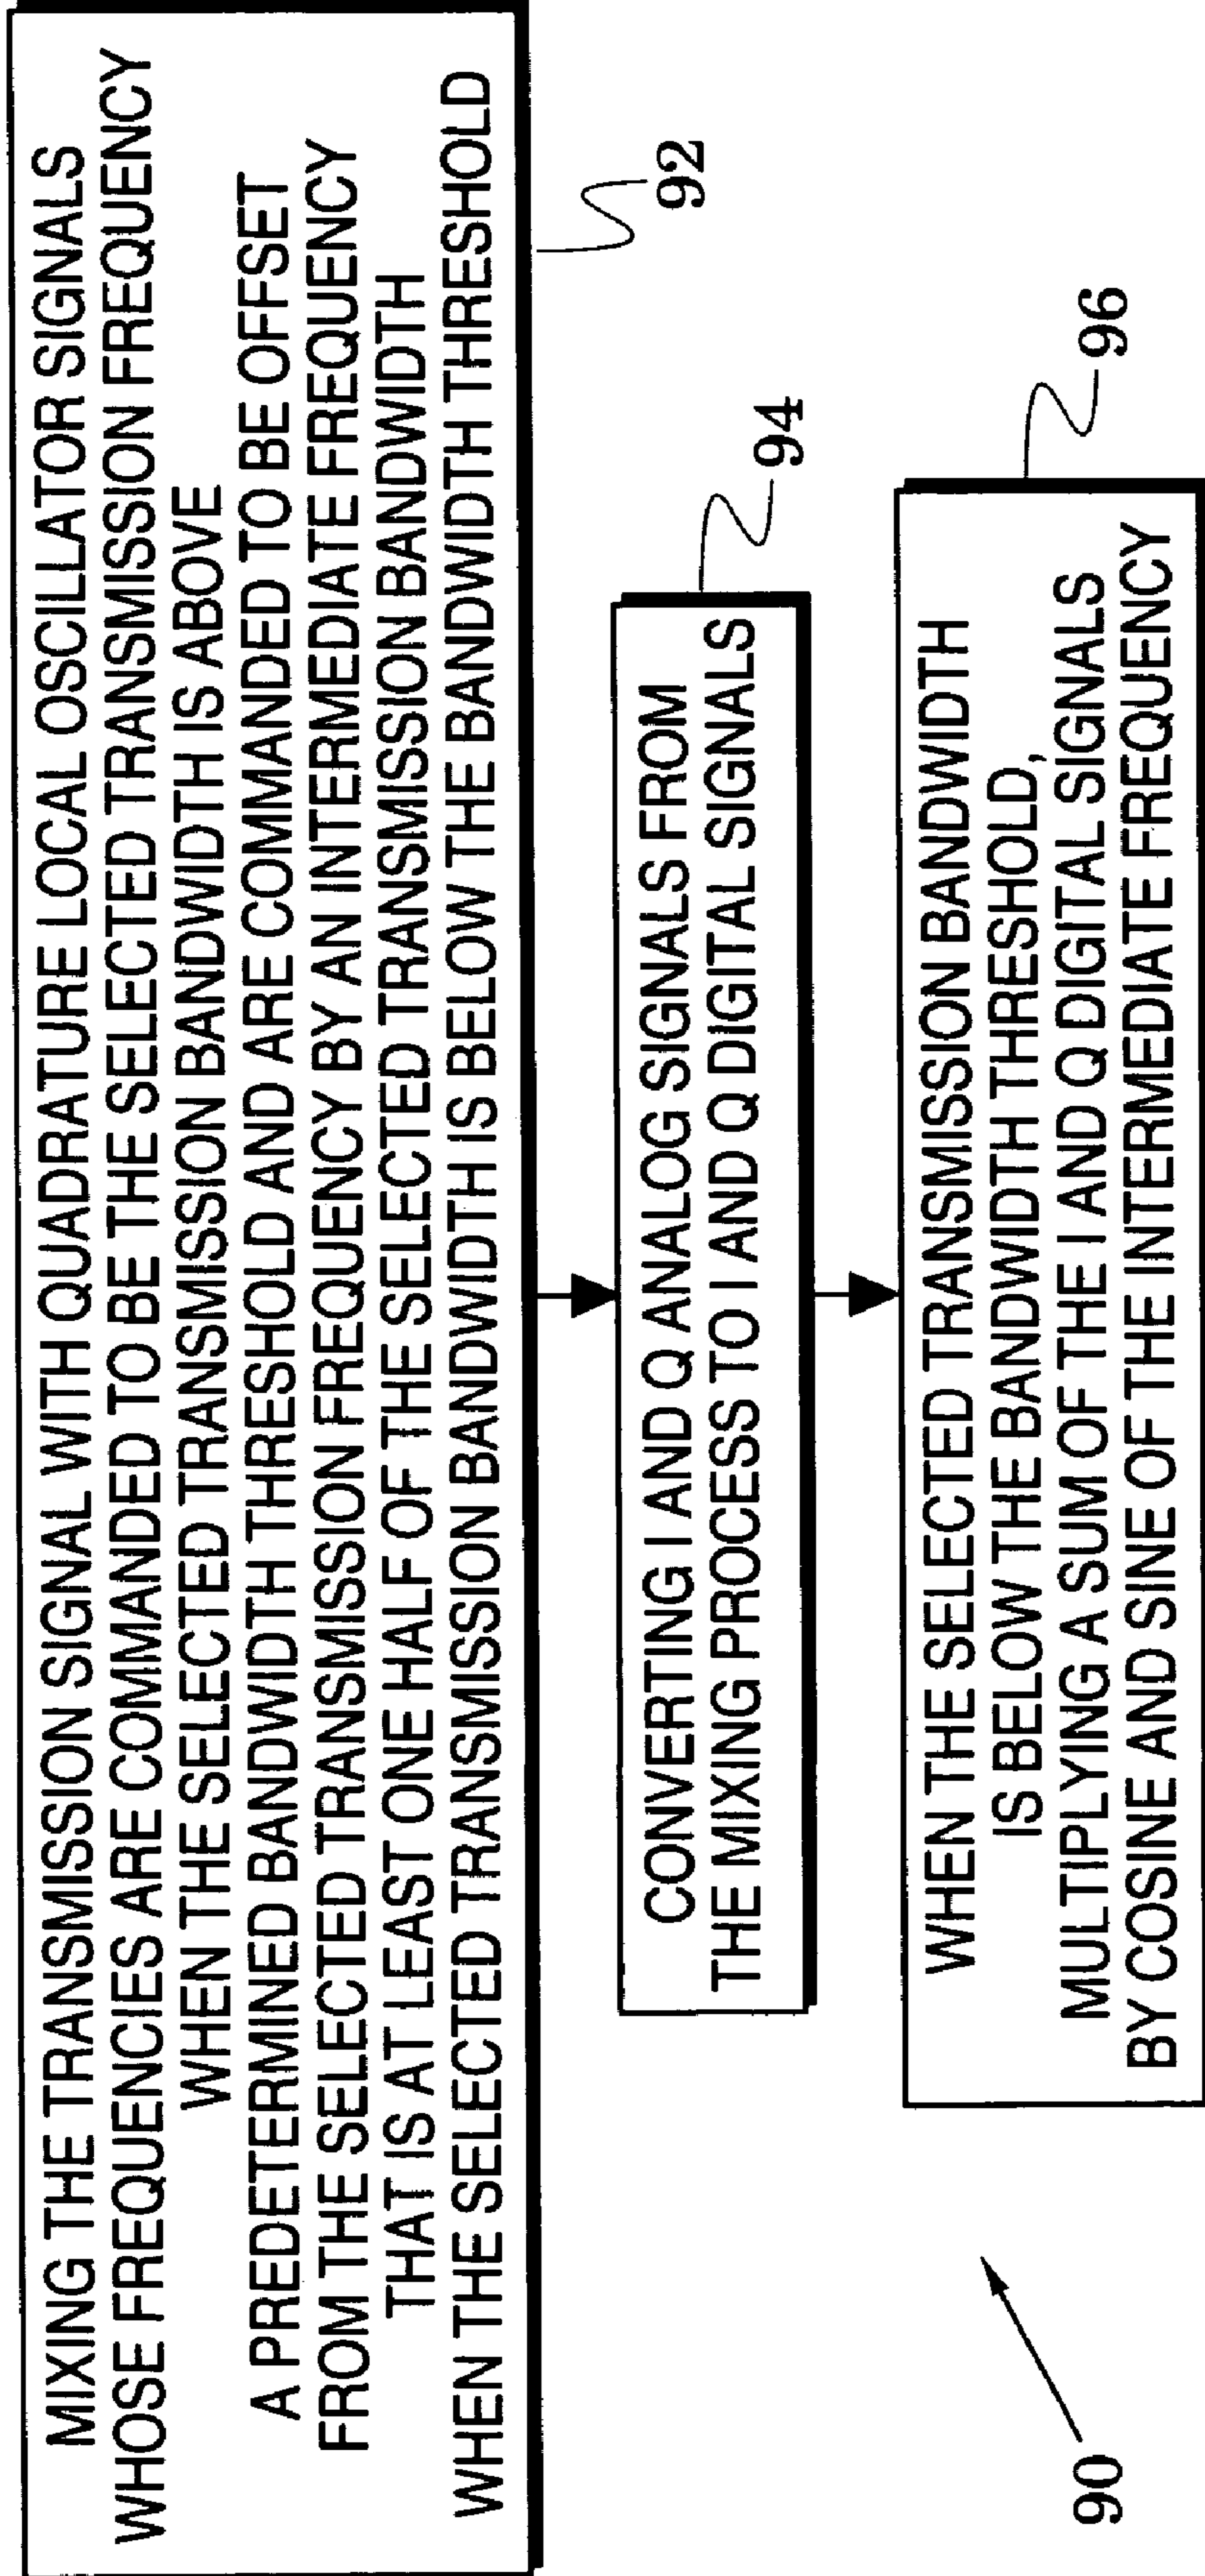 MIXING THE TRANSMISSION SIGNAL WITH QUADRATURE LOCAL OSCILLATOR SIGNALS
WHOSE FREQUENCIES ARE COMMANDED TO BE THE SELECTED TRANSMISSION FREQUENCY
WHEN THE SELECTED TRANSMISSION BANDWIDTH IS ABOVE
A PREDETERMINED BANDWIDTH THRESHOLD AND ARE COMMANDED TO BE OFFSET
FROM THE SELECTED TRANSMISSION FREQUENCY BY AN INTERMEDIATE FREQUENCY
THAT IS AT LEAST ONE HALF OF THE SELECTED TRANSMISSION BANDWIDTH
WHEN THE SELECTED TRANSMISSION BANDWIDTH IS BELOW THE BANDWIDTH THRESHOLD
92
CONVERTING I AND Q ANALOG SIGNALS FROM
THE MIXING PROCESS TO I AND Q DIGITAL SIGNALS
94
WHEN THE SELECTED TRANSMISSION BANDWIDTH
IS BELOW THE BANDWIDTH THRESHOLD,
MULTIPLYING A SUM OF THE I AND Q DIGITAL SIGNALS
BY COSINE AND SINE OF THE INTERMEDIATE FREQUENCY
96
90